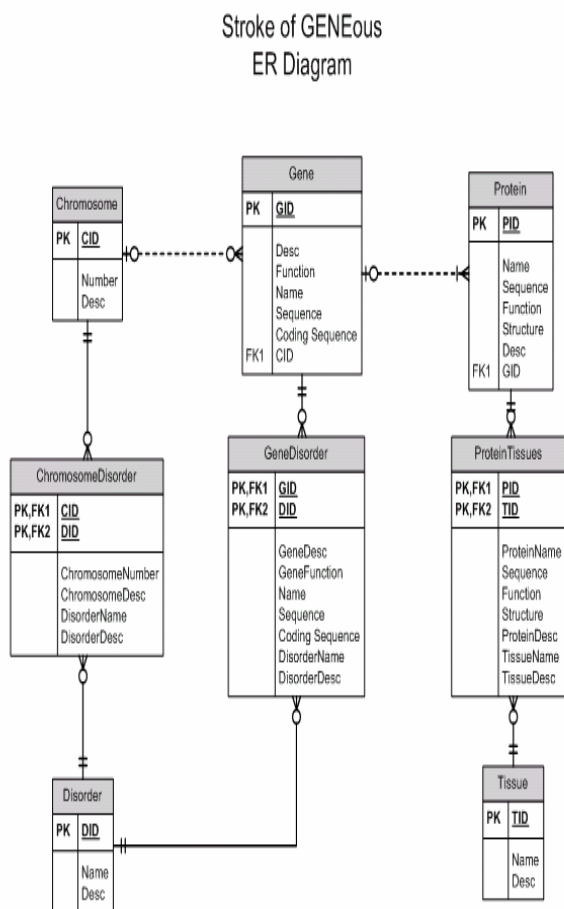 Stroke of GENEous
ER Diagram
Chromosome
PK CID
Number
Desc
Gene
PK GID
Desc
Function
Name
Sequence
Coding Sequence
FK1 CID
Protein
PK PID
Name
Sequence
Function
Structure
Desc
FK1 GID
ChromosomeDisorder
PK,FK1 CID
PK,FK2 DID
ChromosomeNumber
ChromosomeDesc
DisorderName
DisorderDesc
GeneDisorder
PK,FK1 GID
PK,FK2 DID
GeneDesc
GeneFunction
Name
Sequence
Coding Sequence
DisorderName
DisorderDesc
ProteinTissues
PK,FK1 PID
PK,FK2 TID
ProteinName
Sequence
Function
Structure
ProteinDesc
TissueName
TissueDesc
Disorder
PK DID
Name
Desc
Tissue
PK TID
Name
Desc